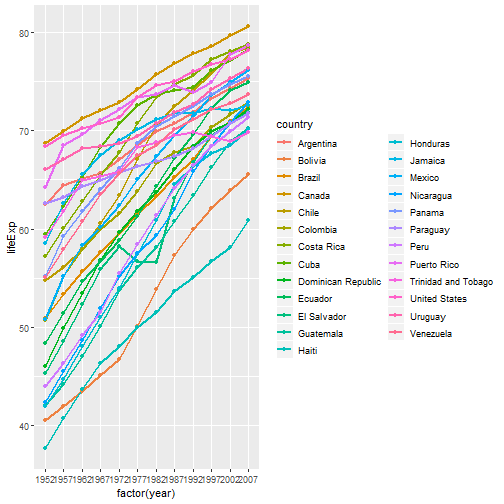 80
70
60
50
40
lifeExp
1952 1957 1962 1967 1972 1977 1982 1987 1992 1997 2002 2007
factor(year)
country
Argentina
Bolivia
Brazil
Canada
Chile
Colombia
Costa Rica
Cuba
Dominican Republic
Ecuador
El Salvador
Guatemala
Haiti
Honduras
Jamaica
Mexico
Nicaragua
Panama
Paraguay
Peru
Puerto Rico
Trinidad and Tobago
United States
Uruguay
Venezuela